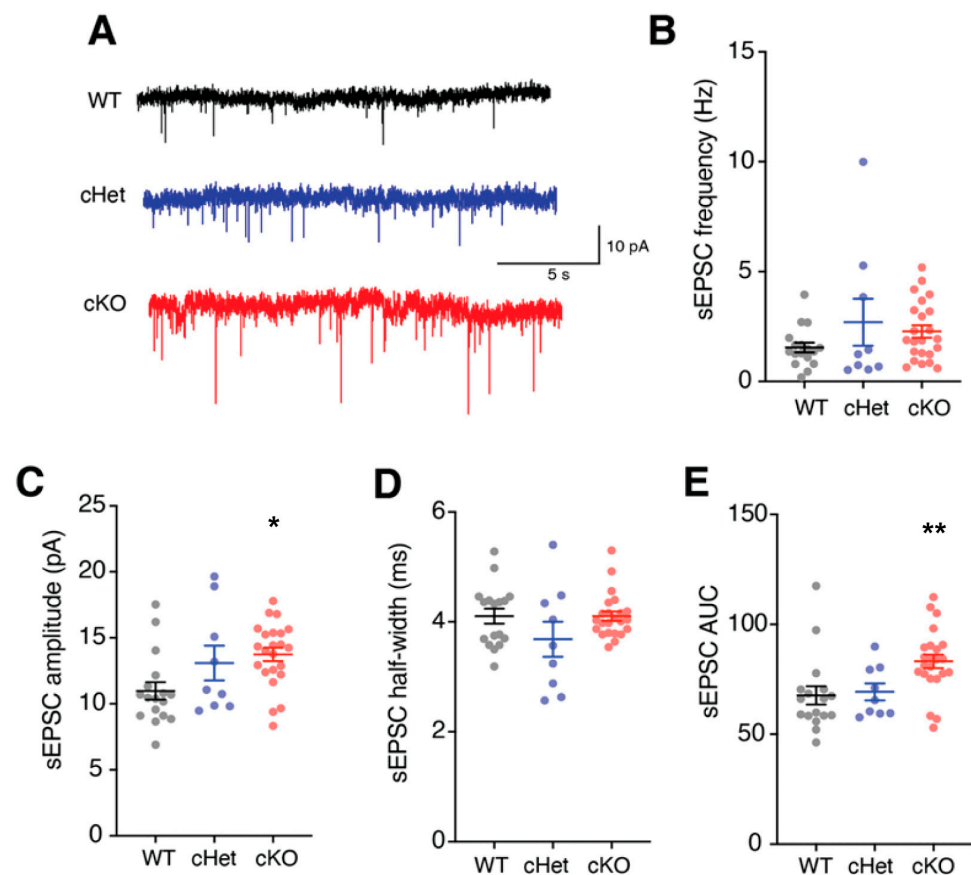 A
WT
cHet
10 pA
5 s
cKO
B
sEPSC frequency (Hz)
15
10
5
0
WT cHet cKO
C
sEPSC amplitude (pA)
25
20
15
10
5
0
*
WT cHet cKO
D
sEPSC half-width (ms)
6
4
2
0
WT cHet cKO
E
sEPSC AUC
150
100
50
0
**
WT cHet cKO